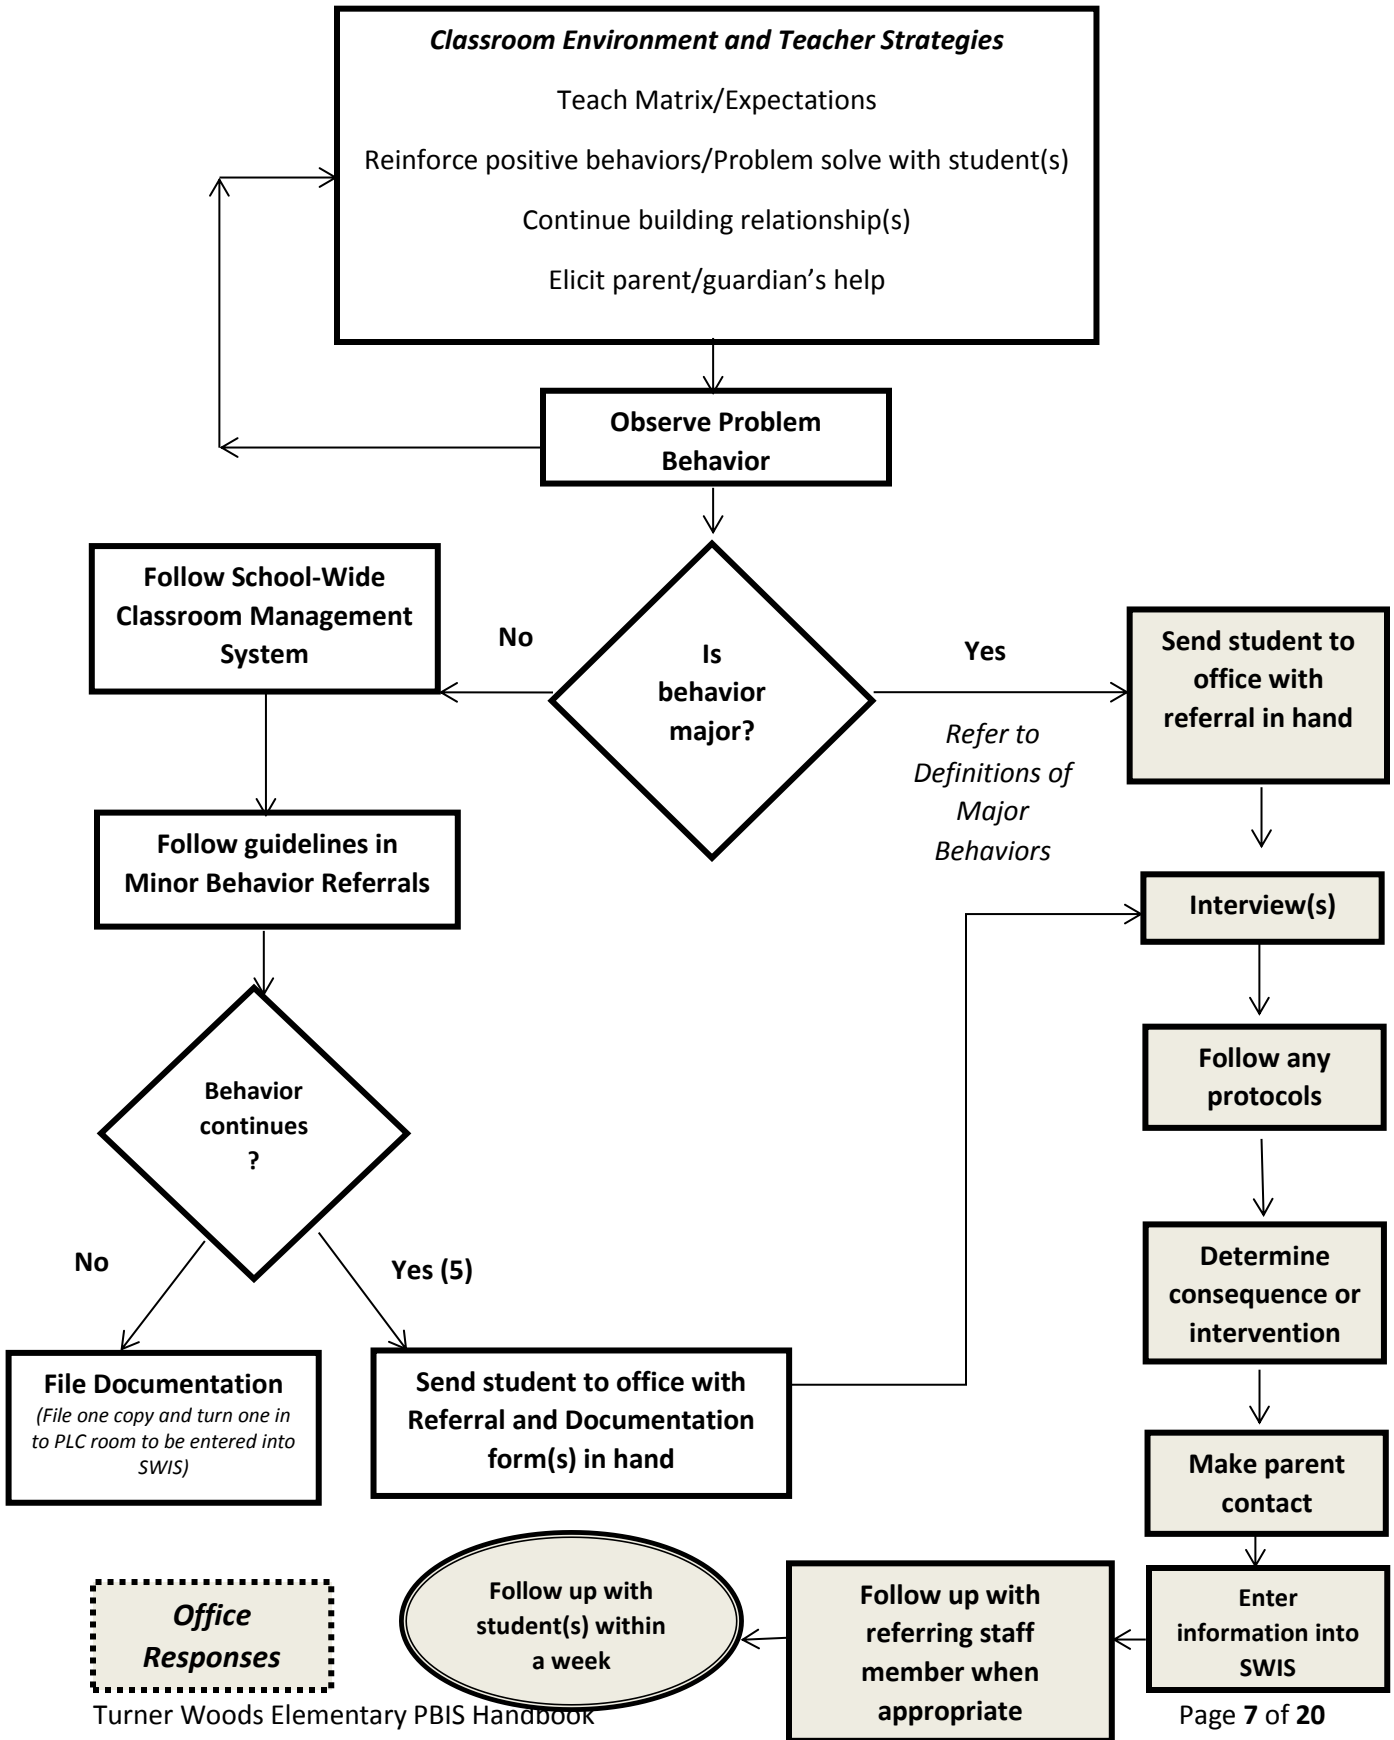 Classroom Environment and Teacher Strategies
Teach Matrix/Expectations
Reinforce positive behaviors/Problem solve with student(s)
Continue building relationship(s)
Elicit parent/guardian’s help
Observe Problem
Behavior
Is
behavior
major?
No
Follow School-Wide
Classroom Management
System
Follow guidelines in
Minor Behavior Referrals
Behavior
continues
?
No
File Documentation
(File one copy and turn one in
to PLC room to be entered into
SWIS)
Yes (5)
Send student to office with
Referral and Documentation
form(s) in hand
Yes
Refer to
Definitions of
Major
Behaviors
Send student to
office with
referral in hand
Interview(s)
Follow any
protocols
Determine
consequence or
intervention
Make parent
contact
Enter
information into
SWIS
Follow up with
referring staff
member when
appropriate
Follow up with
student(s) within
a week
Office
Responses
Turner Woods Elementary PBIS Handbook
Page 7 of 20